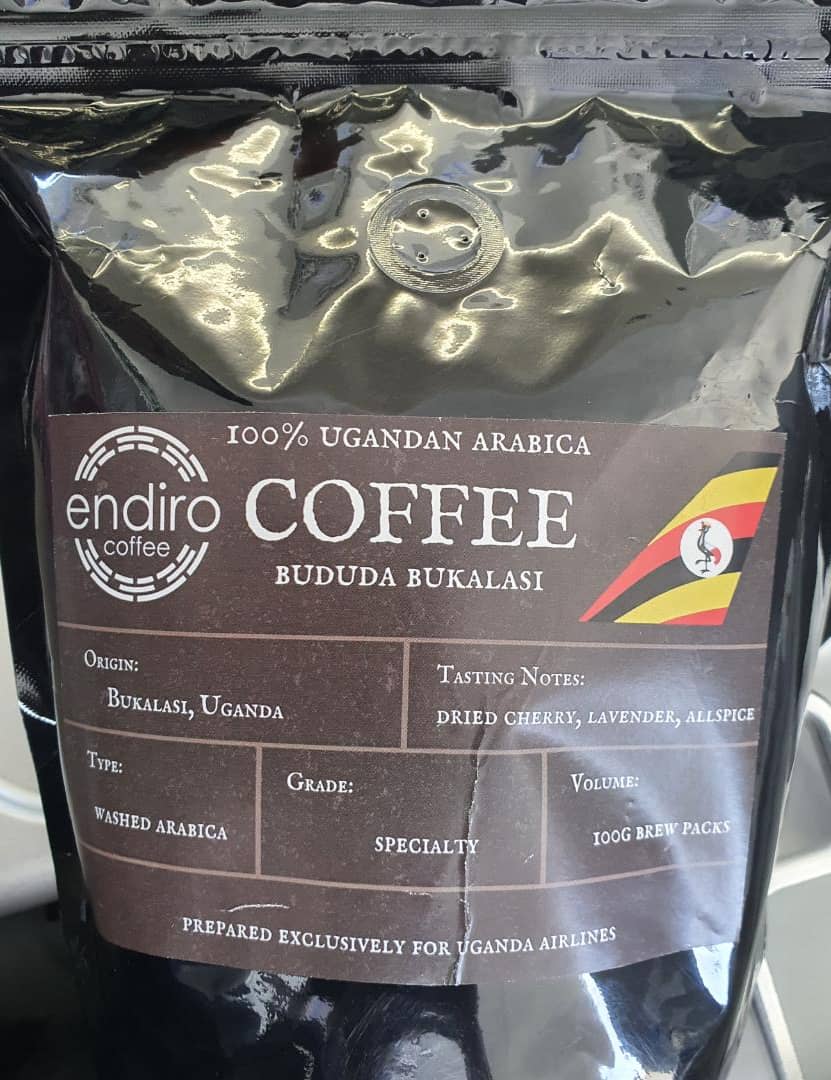 100% UGANDAN ARABICA
endiro
coffee
COFFEE
BUDUDA BUKALASI
ORIGIN:
BUKALASI, UGANDA
TASTING NOTES:
DRIED CHERRY, LAVENDER, ALLSPICE
TYPE:
WASHED ARABICA
GRADE:
SPECIALTY
VOLUME:
100G BREW PACKS
PREPARED EXCLUSIVELY FOR UGANDA AIRLINES